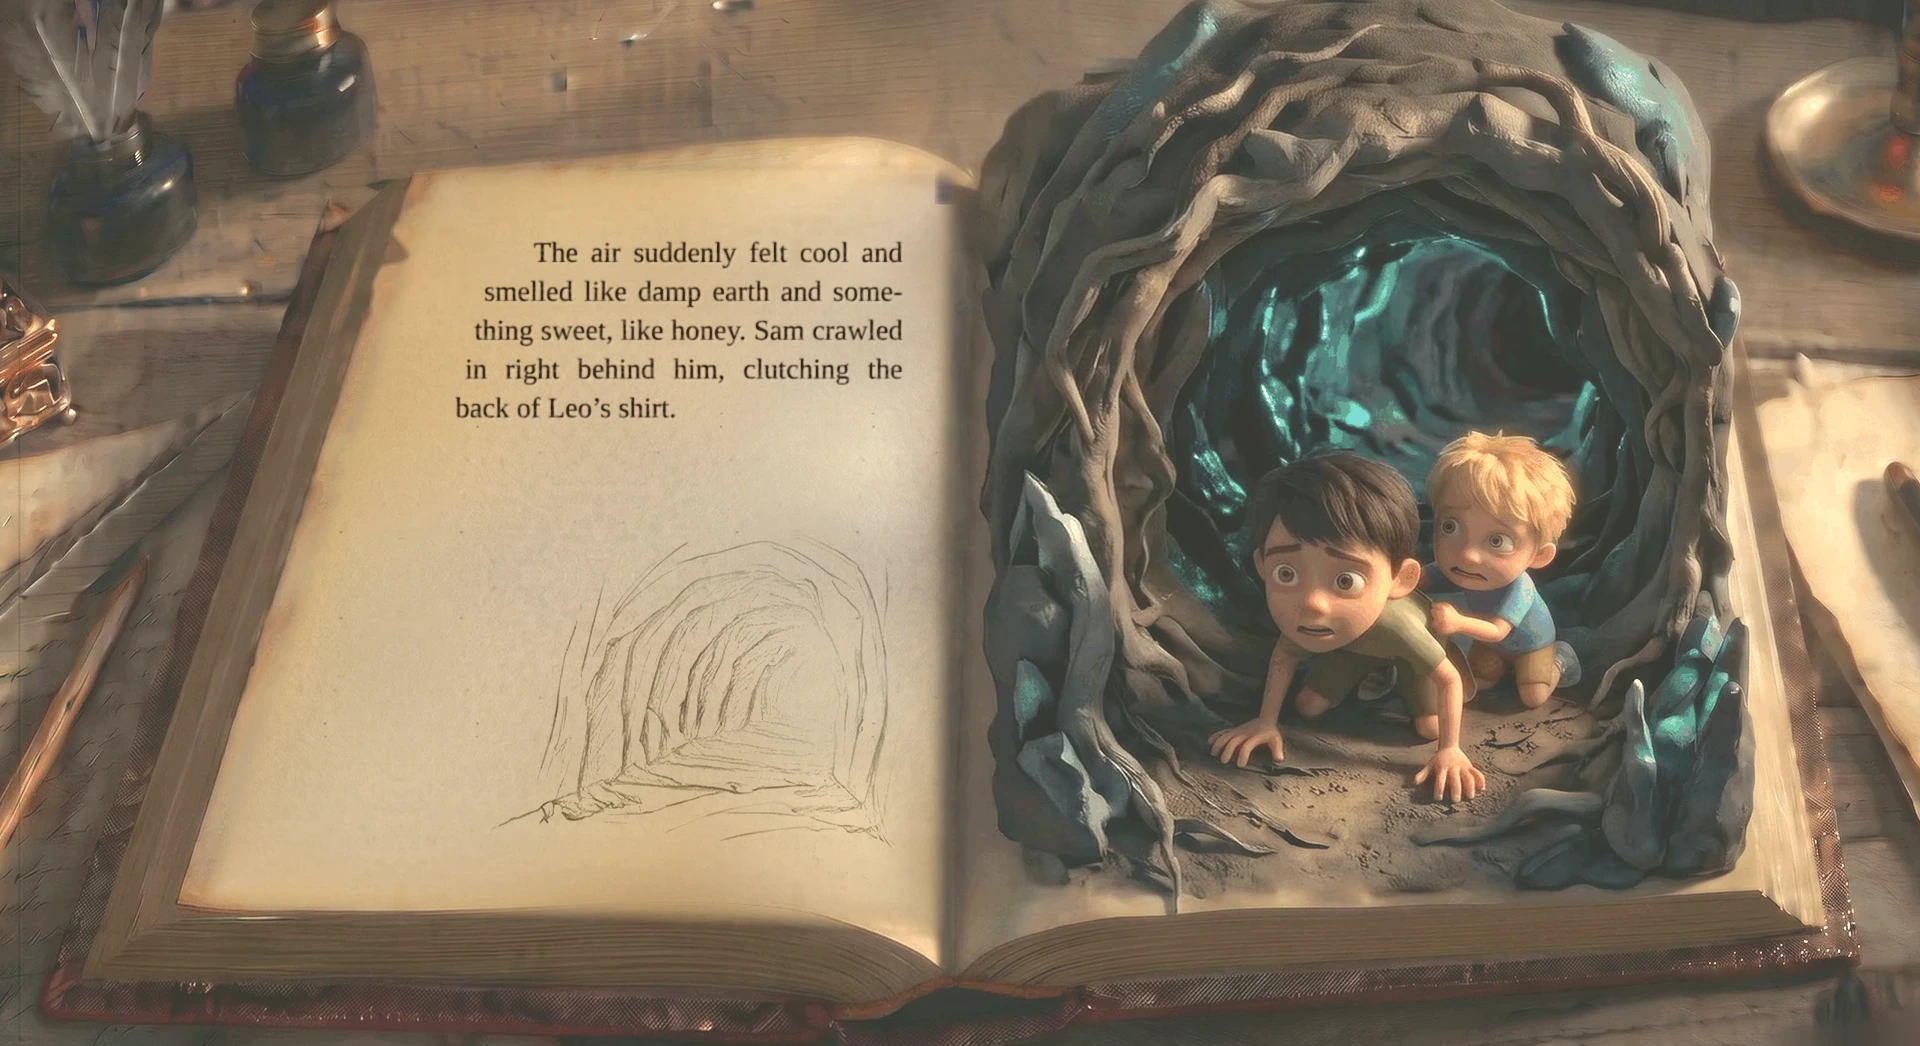 The air suddenly felt cool and
smelled like damp earth and some-
thing sweet, like honey. Sam crawled
in right behind him, clutching the
back of Leo’s shirt.